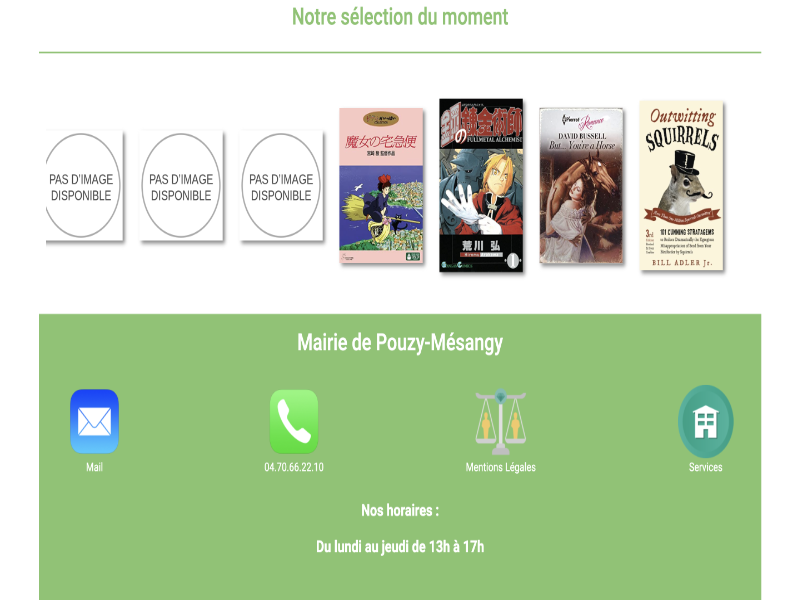 Notre sélection du moment
PAS D'IMAGE
DISPONIBLE
PAS D'IMAGE
DISPONIBLE
PAS D'IMAGE
DISPONIBLE
魔女の宅急便
鋼の錬金術師
FULLMETAL ALCHEMIST
荒川 弘
1
Romance
DAVID BUSSELL
But... You're a Horse
Outwitting
SQUIRRELS
3rd
101 CUNNING STRATAGEMS
BILL ADLER Jr.
Mairie de Pouzy-Mésangy
Mail
04.70.66.22.10
Mentions Légales
Services
Nos horaires :
Du lundi au jeudi de 13h à 17h